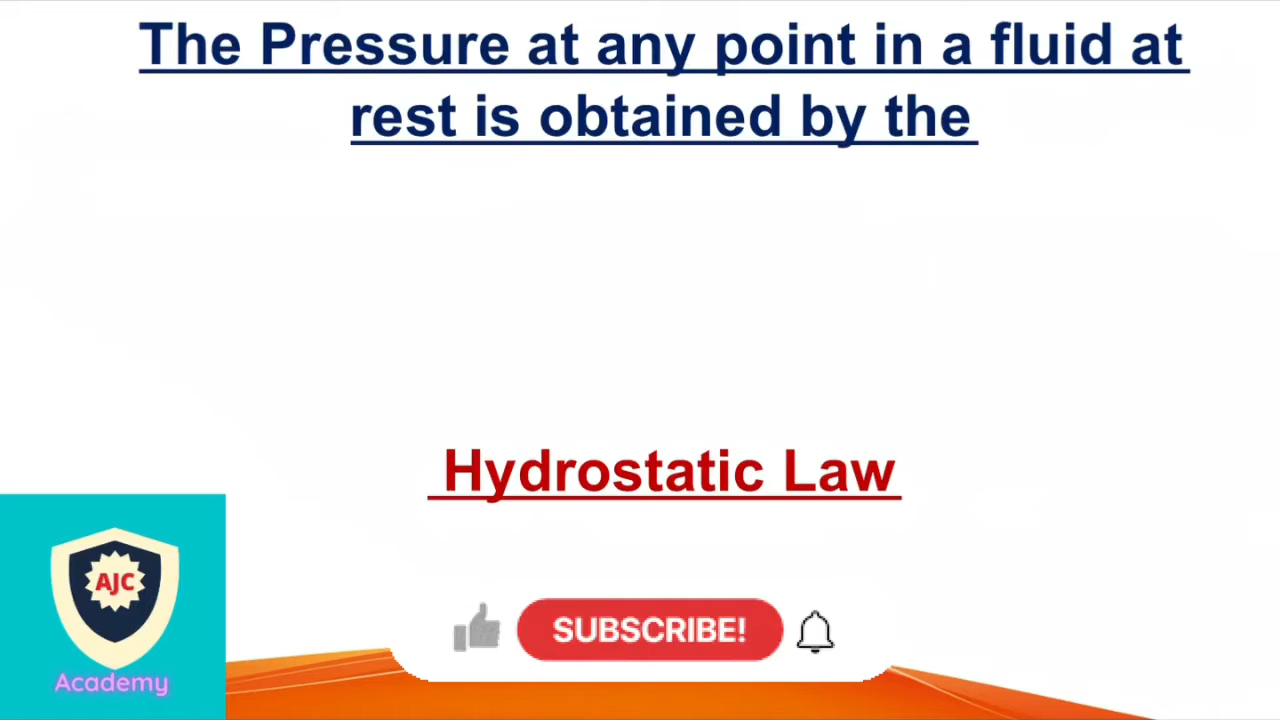 The Pressure at any point in a fluid at
rest is obtained by the
Hydrostatic Law
AJC
Academy
SUBSCRIBE!